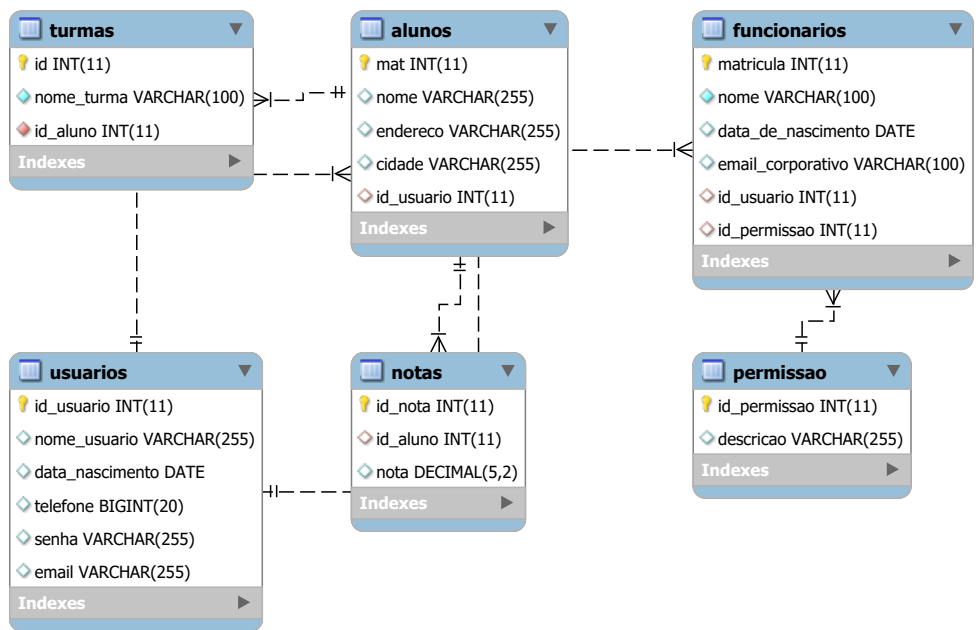 turmas
id INT(11)
nome_turma VARCHAR(100)
id_aluno INT(11)
Indexes
alunos
mat INT(11)
nome VARCHAR(255)
endereco VARCHAR(255)
cidade VARCHAR(255)
id_usuario INT(11)
Indexes
funcionarios
matricula INT(11)
nome VARCHAR(100)
data_de_nascimento DATE
email_corporativo VARCHAR(100)
id_usuario INT(11)
id_permissao INT(11)
Indexes
usuarios
id_usuario INT(11)
nome_usuario VARCHAR(255)
data_nascimento DATE
telefone BIGINT(20)
senha VARCHAR(255)
email VARCHAR(255)
Indexes
notas
id_nota INT(11)
id_aluno INT(11)
nota DECIMAL(5,2)
Indexes
permissao
id_permissao INT(11)
descricao VARCHAR(255)
Indexes